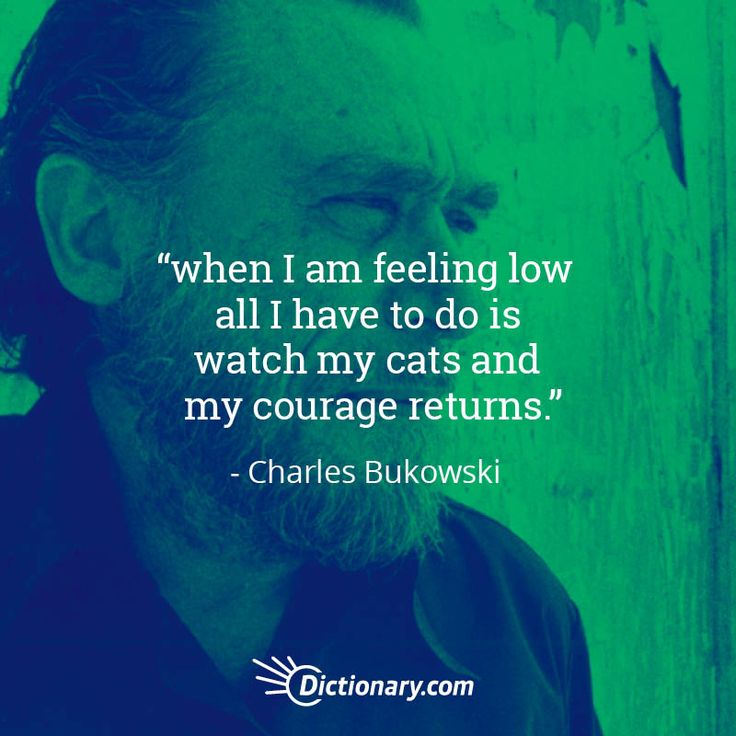 “when I am feeling low
all I have to do is
watch my cats and
my courage returns.”
- Charles Bukowski
Dictionary.com